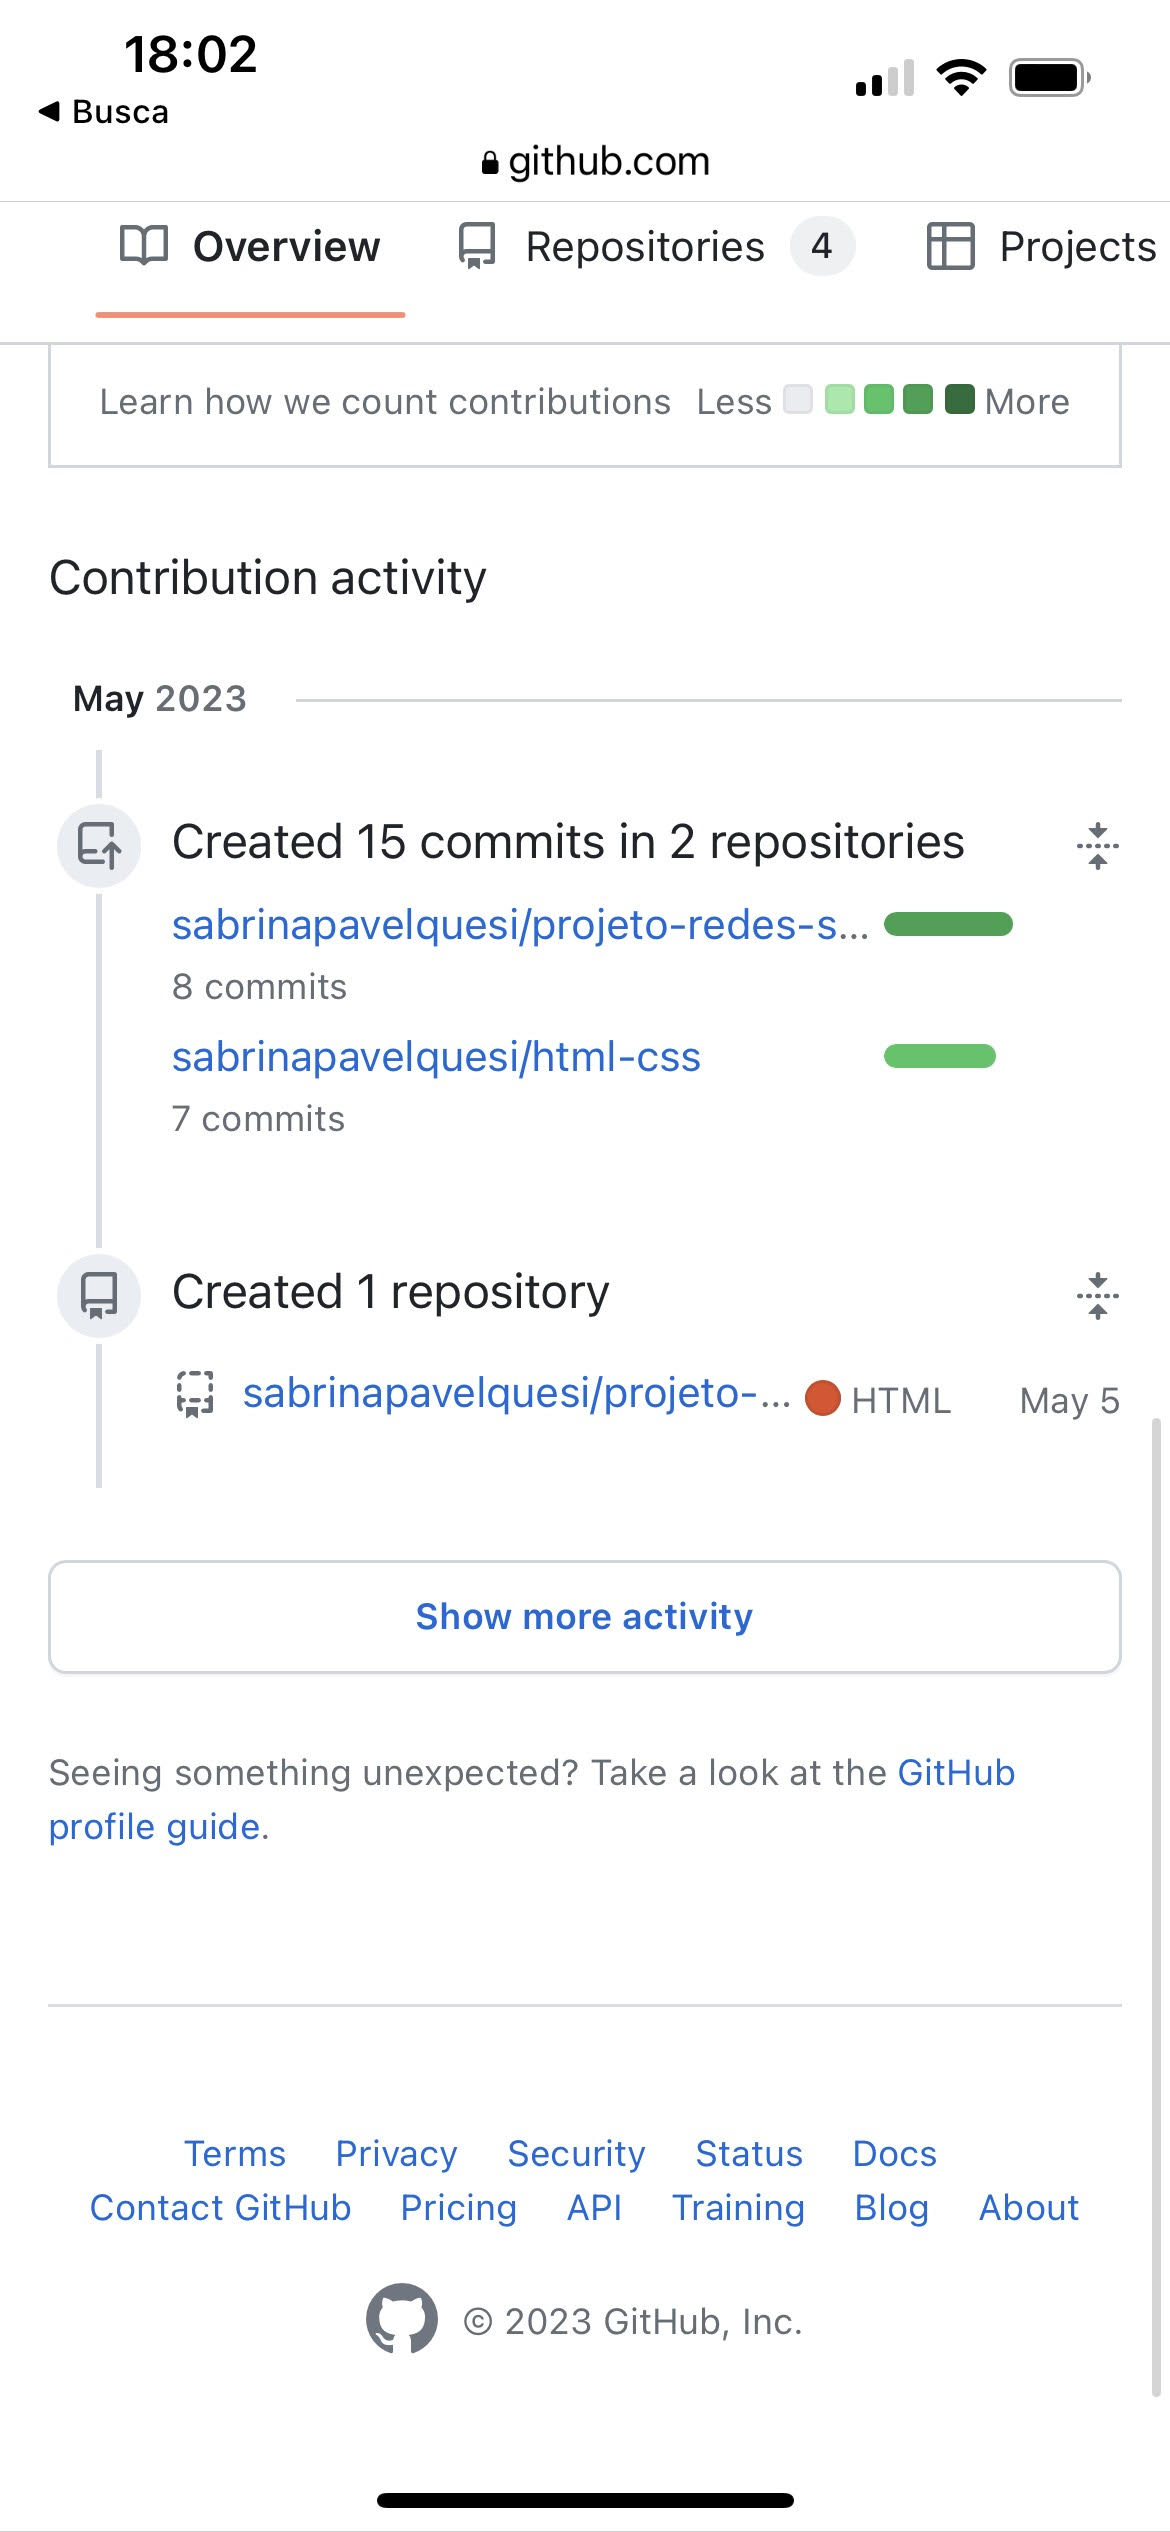 18:02
◀ Busca
github.com
Overview Repositories 4 Projects
Learn how we count contributions Less More
Contribution activity
May 2023
Created 15 commits in 2 repositories
sabrinapavelquesi/projeto-redes-s...
8 commits
sabrinapavelquesi/html-css
7 commits
Created 1 repository
sabrinapavelquesi/projeto-... HTML May 5
Show more activity
Seeing something unexpected? Take a look at the GitHub
profile guide.
Terms Privacy Security Status Docs
Contact GitHub Pricing API Training Blog About
© 2023 GitHub, Inc.